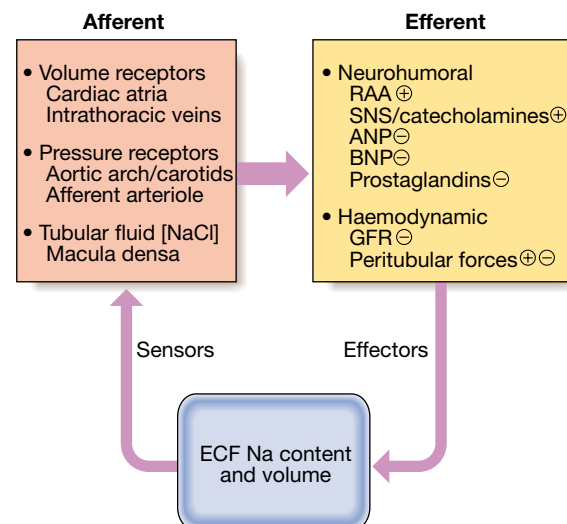 Afferent
• Volume receptors
Cardiac atria
Intrathoracic veins
• Pressure receptors
Aortic arch/carotids
Afferent arteriole
• Tubular fluid [NaCl]
Macula densa
Efferent
• Neurohumoral
RAA ⊕
SNS/catecholamines ⊕
ANP ⊖
BNP ⊖
Prostaglandins ⊖
• Haemodynamic
GFR ⊖
Peritubular forces ⊕ ⊖
Sensors
Effectors
ECF Na content
and volume